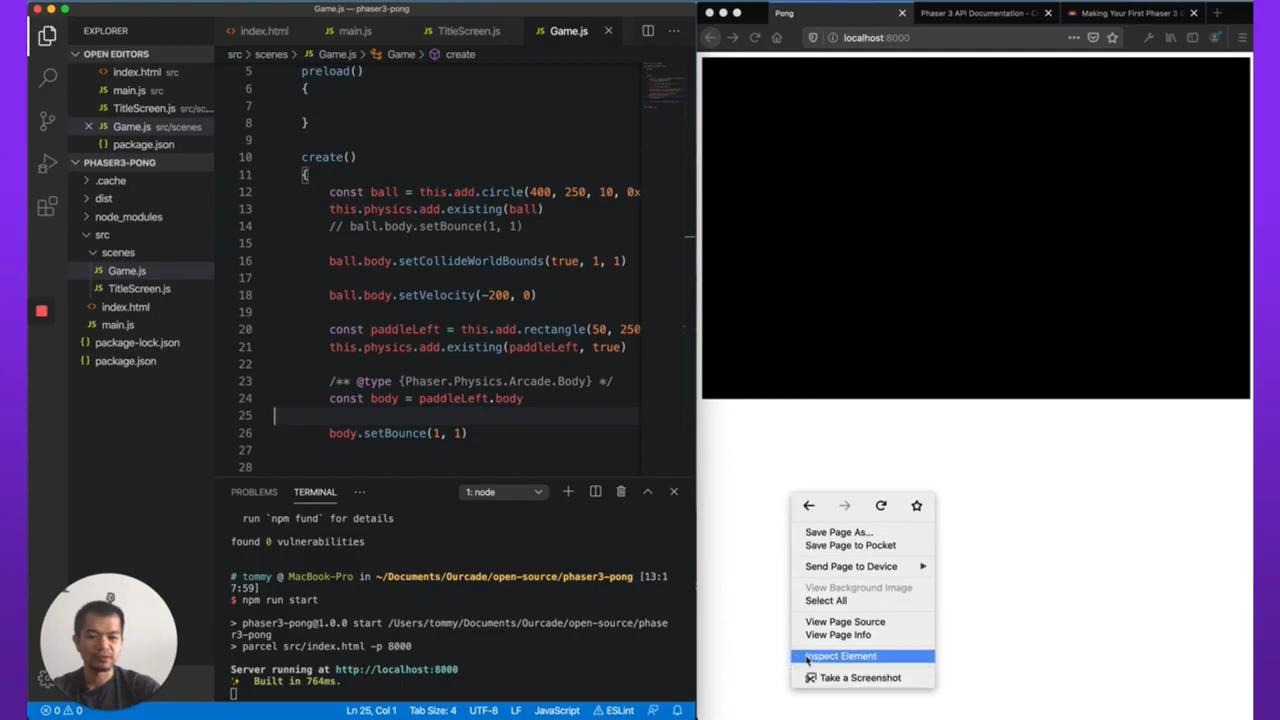 Game.js — phaser3-pong
EXPLORER
OPEN EDITORS
index.html src
main.js src
TitleScreen.js src/sc...
Game.js src/scenes
package.json
PHASER3-PONG
.cache
dist
node_modules
src
scenes
Game.js
TitleScreen.js
index.html
main.js
package-lock.json
package.json
index.html
main.js
TitleScreen.js
Game.js
src > scenes > Game.js > Game > create
5 preload()
6 {
7
8 }
9
10 create()
11 {
12 const ball = this.add.circle(400, 250, 10, 0x
13 this.physics.add.existing(ball)
14 // ball.body.setBounce(1, 1)
15
16 ball.body.setCollideWorldBounds(true, 1, 1)
17
18 ball.body.setVelocity(-200, 0)
19
20 const paddleLeft = this.add.rectangle(50, 250
21 this.physics.add.existing(paddleLeft, true)
22
23 /** @type {Phaser.Physics.Arcade.Body} */
24 const body = paddleLeft.body
25
26 body.setBounce(1, 1)
27
28
PROBLEMS TERMINAL ... 1: node
run `npm fund` for details
found 0 vulnerabilities
# tommy @ MacBook-Pro in ~/Documents/Ourcade/open-source/phaser3-pong [13:1
7:59]
$ npm run start
> phaser3-pong@1.0.0 start /Users/tommy/Documents/Ourcade/open-source/phase
r3-pong
> parcel src/index.html -p 8000
Server running at http://localhost:8000
Built in 764ms.
0 0 Ln 25, Col 1 Tab Size: 4 UTF-8 LF JavaScript ESLint
Pong
Phaser 3 API Documentation - C
Making Your First Phaser 3
localhost:8000
Save Page As...
Save Page to Pocket
Send Page to Device
View Background Image
Select All
View Page Source
View Page Info
Inspect Element
Take a Screenshot